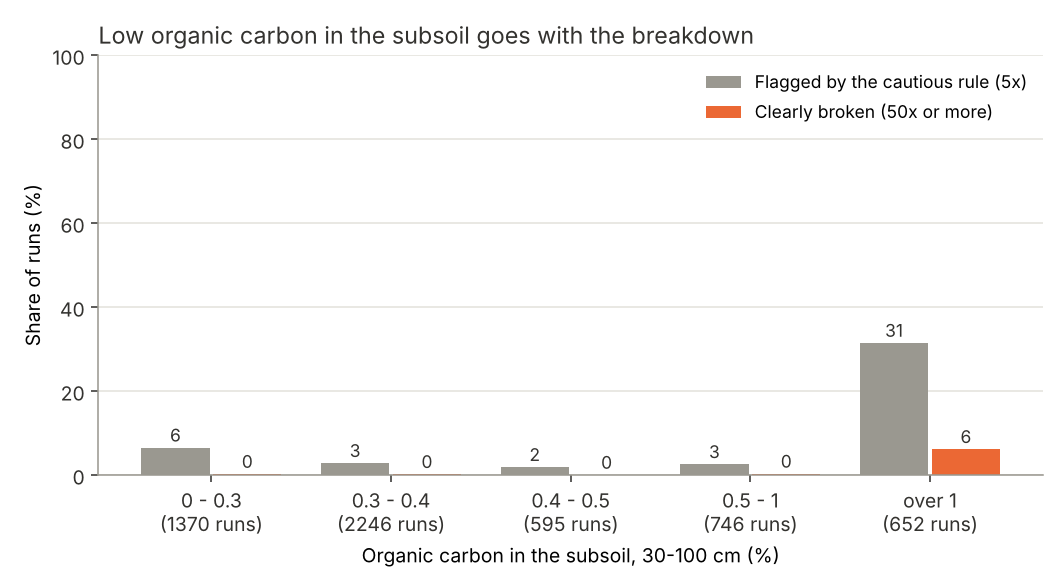 Low organic carbon in the subsoil goes with the breakdown
Flagged by the cautious rule (5x)
Clearly broken (50x or more)
Share of runs (%)
100
80
60
40
20
0
6
0
3
0
2
0
3
0
31
6
0 - 0.3
(1370 runs)
0.3 - 0.4
(2246 runs)
0.4 - 0.5
(595 runs)
0.5 - 1
(746 runs)
over 1
(652 runs)
Organic carbon in the subsoil, 30-100 cm (%)